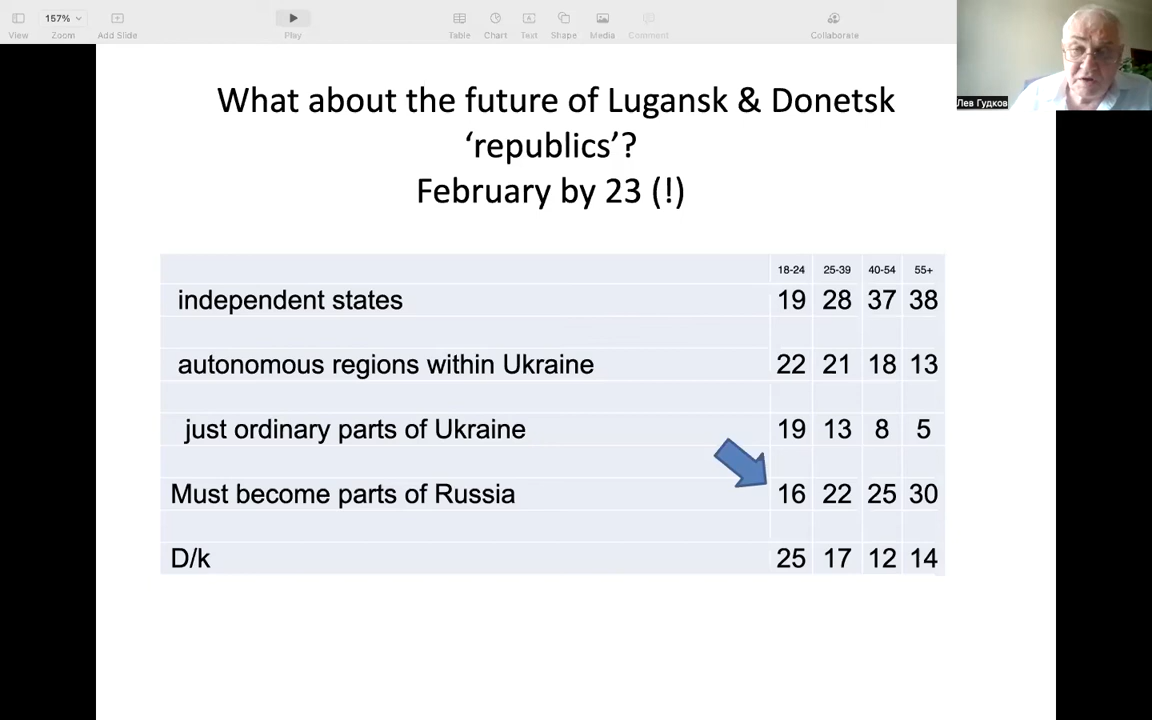 157%
View
Zoom
Add Slide
Play
Table
Chart
Text
Shape
Media
Comment
Collaborate
Лев Гудков
What about the future of Lugansk & Donetsk
‘republics’?
February by 23 (!)
18-24 25-39 40-54 55+
independent states 19 28 37 38
autonomous regions within Ukraine 22 21 18 13
just ordinary parts of Ukraine 19 13 8 5
Must become parts of Russia 16 22 25 30
D/k 25 17 12 14